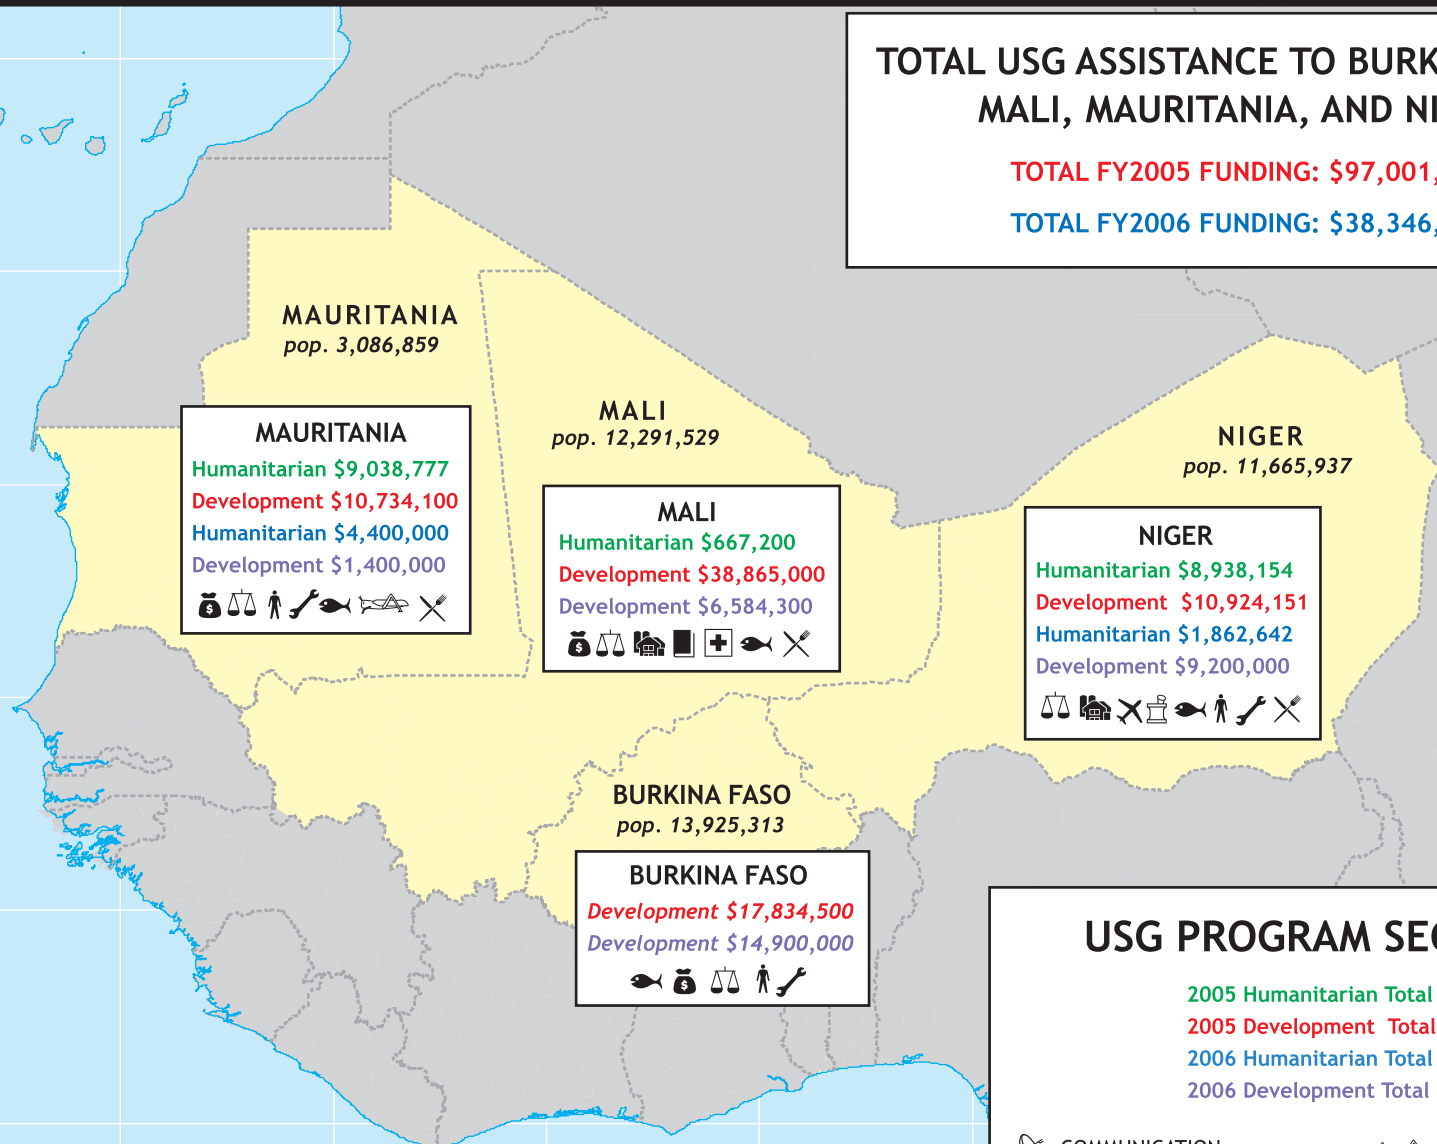 TOTAL USG ASSISTANCE TO BURK
MALI, MAURITANIA, AND NI
TOTAL FY2005 FUNDING: $97,001,
TOTAL FY2006 FUNDING: $38,346,
MAURITANIA
pop. 3,086,859
MALI
pop. 12,291,529
NIGER
pop. 11,665,937
MAURITANIA
Humanitarian $9,038,777
Development $10,734,100
Humanitarian $4,400,000
Development $1,400,000
MALI
Humanitarian $667,200
Development $38,865,000
Development $6,584,300
NIGER
Humanitarian $8,938,154
Development $10,924,151
Humanitarian $1,862,642
Development $9,200,000
BURKINA FASO
pop. 13,925,313
BURKINA FASO
Development $17,834,500
Development $14,900,000
USG PROGRAM SEC
2005 Humanitarian Total
2005 Development Total
2006 Humanitarian Total
2006 Development Total
COMMUNICATION